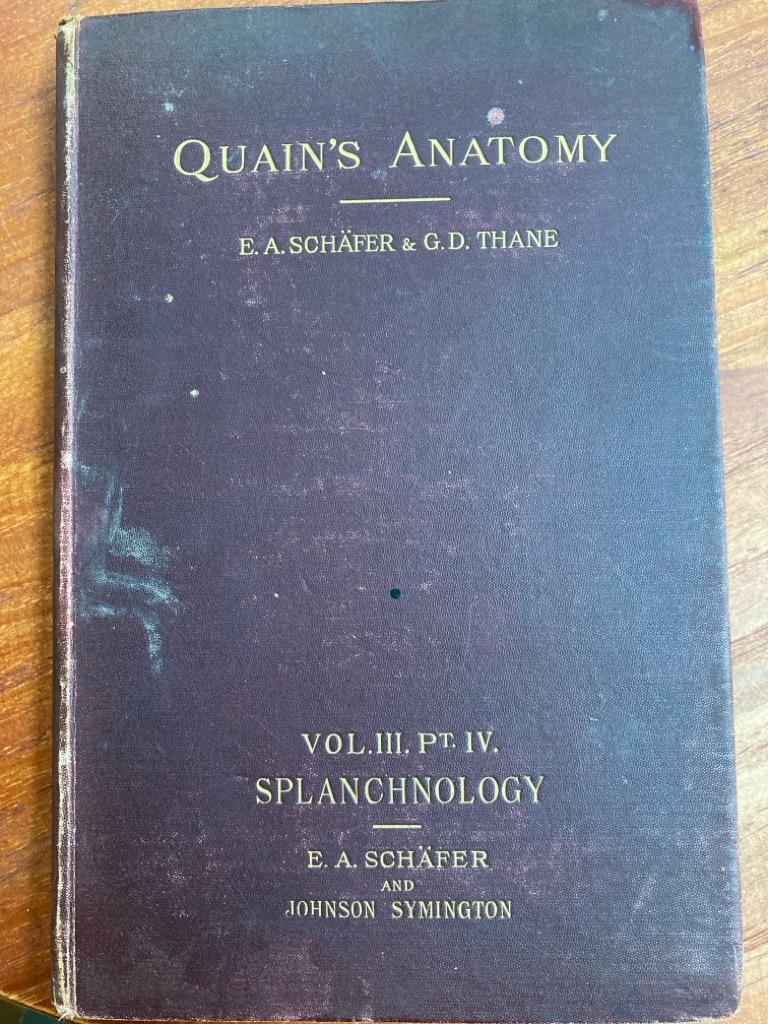 QUAIN'S ANATOMY
E. A. SCHÄFER & G. D. THANE
VOL. III. PT. IV.
SPLANCHNOLOGY
E. A. SCHÄFER
AND
JOHNSON SYMINGTON